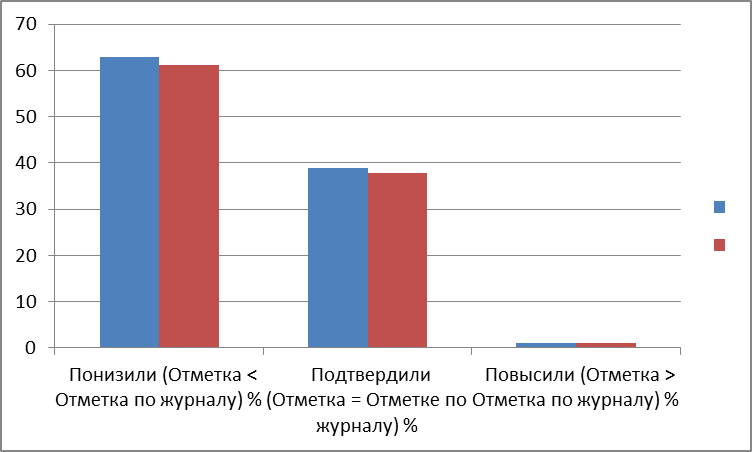 70
60
50
40
30
20
10
0
Понизили (Отметка <
Отметка по журналу) %
Подтвердили
(Отметка = Отметке по
журналу) %
Повысили (Отметка >
Отметка по журналу) %